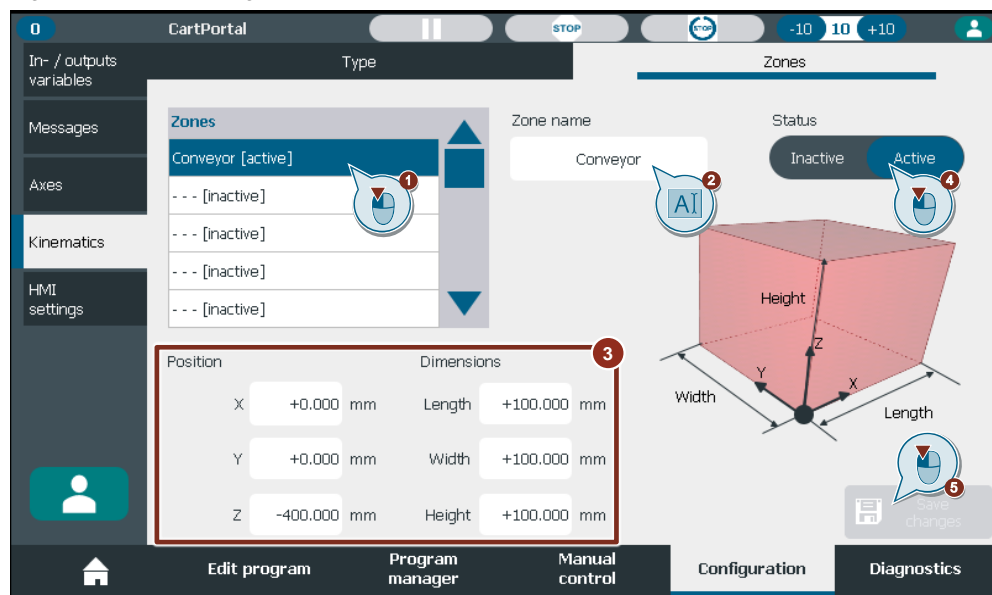 0
CartPortal
STOP
STOP
-10
10
+10
In- / outputs
variables
Messages
Axes
Kinematics
HMI
settings
Type
Zones
Zones
Conveyor [active]
1
- - - [inactive]
- - - [inactive]
- - - [inactive]
- - - [inactive]
Zone name
Conveyor
2
AI
Status
Inactive
Active
4
Height
Z
Y
X
Width
Length
3
Position
Dimensions
X +0.000 mm Length +100.000 mm
Y +0.000 mm Width +100.000 mm
Z -400.000 mm Height +100.000 mm
5
Save
changes
Edit program
Program
manager
Manual
control
Configuration
Diagnostics